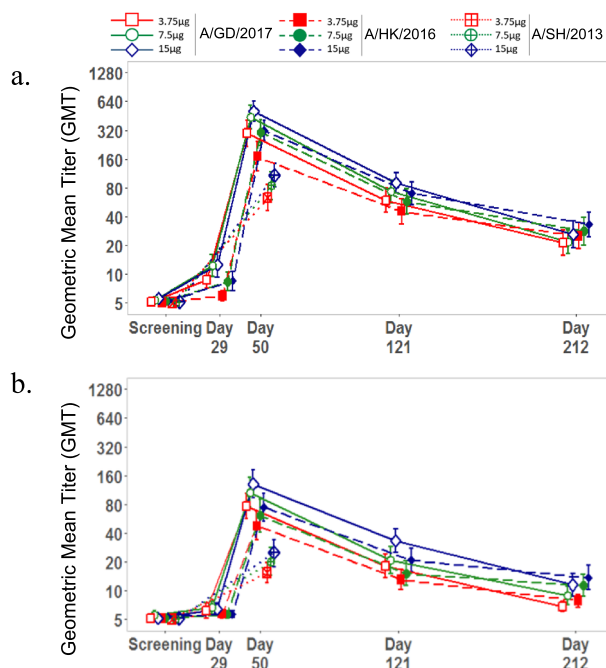 3.75µg
7.5µg
15µg
A/GD/2017
3.75µg
7.5µg
15µg
A/HK/2016
3.75µg
7.5µg
15µg
A/SH/2013
a.
Geometric Mean Titer (GMT)
1280
640
320
160
80
40
20
10
5
Screening Day 29 Day 50 Day 121 Day 212
b.
Geometric Mean Titer (GMT)
1280
640
320
160
80
40
20
10
5
Screening Day 29 Day 50 Day 121 Day 212